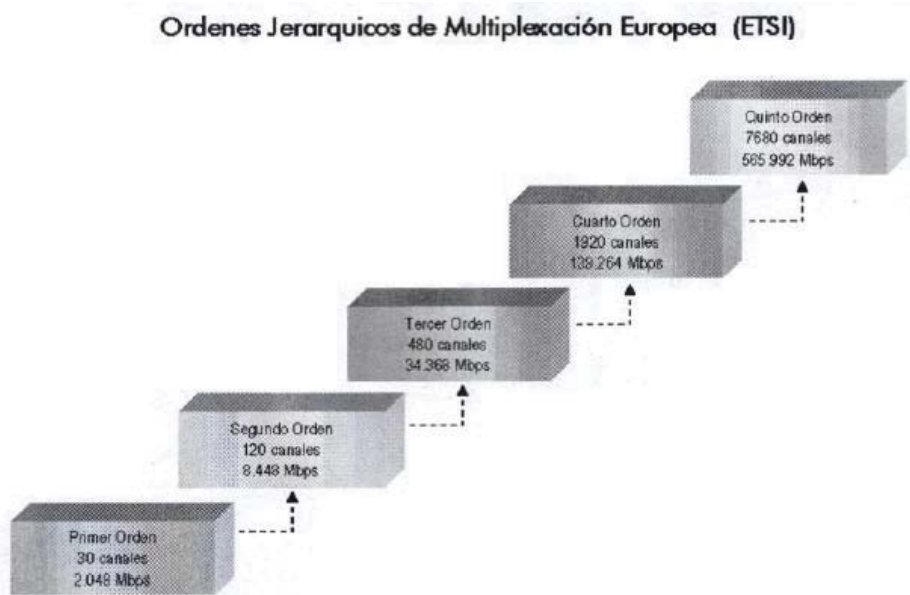 Ordenes Jerarquicos de Multiplexación Europea (ETSI)
Quinto Orden
7680 canales
565.992 Mbps
Cuarto Orden
1920 canales
139.264 Mbps
Tercer Orden
480 canales
34.368 Mbps
Segundo Orden
120 canales
8.448 Mbps
Primer Orden
30 canales
2.048 Mbps